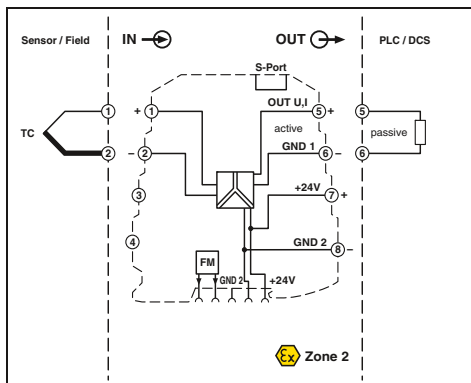 Sensor / Field
IN
OUT
PLC / DCS
S-Port
OUT U,I
TC
1
+ 1
5 +
5
active
passive
GND 1
2
– 2
6 –
6
+24V
3
7 +
GND 2
4
8 –
FM
GND 2
+24V
Ex Zone 2